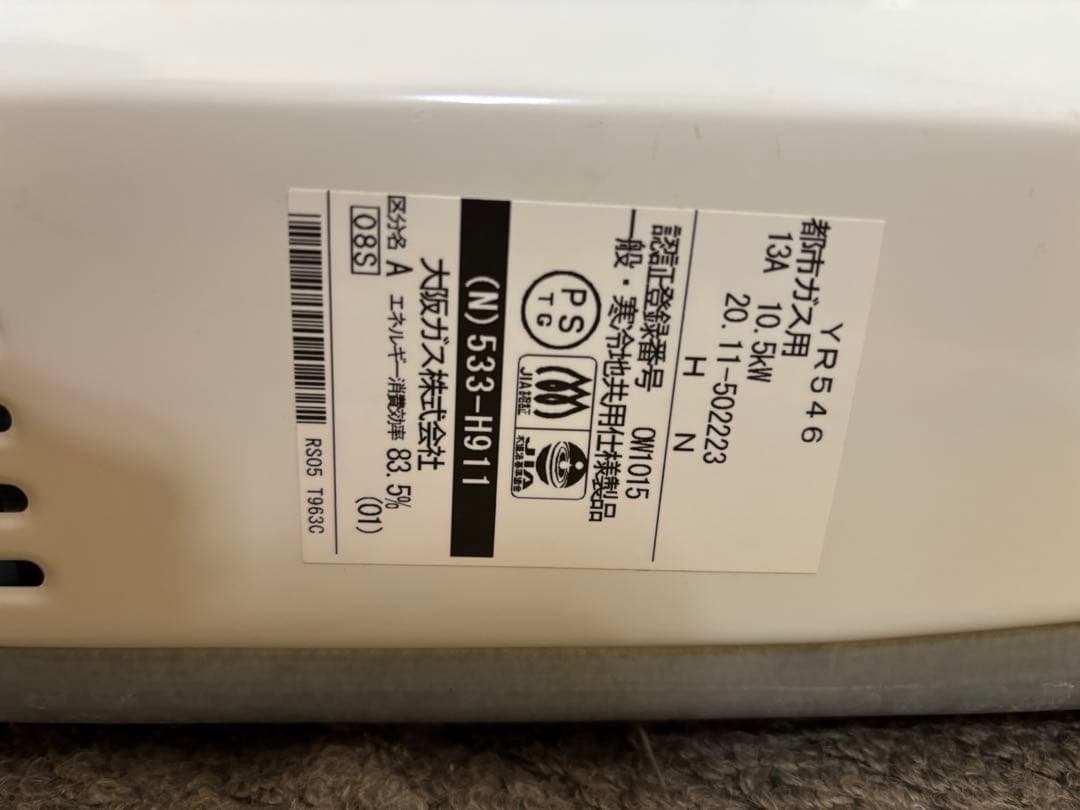 YR546
都市ガス用
13A 10.5kW
20.11-502223
H N
認証登録番号 OW1015
一般・寒冷地共用仕様製品
PS
TG
JIA認証
JIA
(N)533-H911
大阪ガス株式会社
区分名 A エネルギー消費効率 83.5%
08S (01)
RS05 T963C